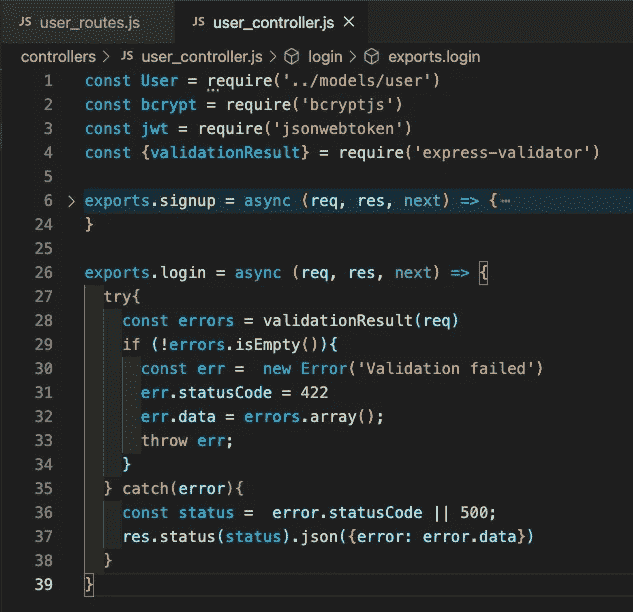 JS user_routes.js JS user_controller.js ×
controllers > JS user_controller.js > login > exports.login
1 const User = require('../models/user')
2 const bcrypt = require('bcryptjs')
3 const jwt = require('jsonwebtoken')
4 const {validationResult} = require('express-validator')
5
6 > exports.signup = async (req, res, next) => {⋯
24 }
25
26 exports.login = async (req, res, next) => {
27 try{
28 const errors = validationResult(req)
29 if (!errors.isEmpty()){
30 const err =  new Error('Validation failed')
31 err.statusCode = 422
32 err.data = errors.array();
33 throw err;
34 }
35 } catch(error){
36 const status =  error.statusCode || 500;
37 res.status(status).json({error: error.data})
38 }
39 }